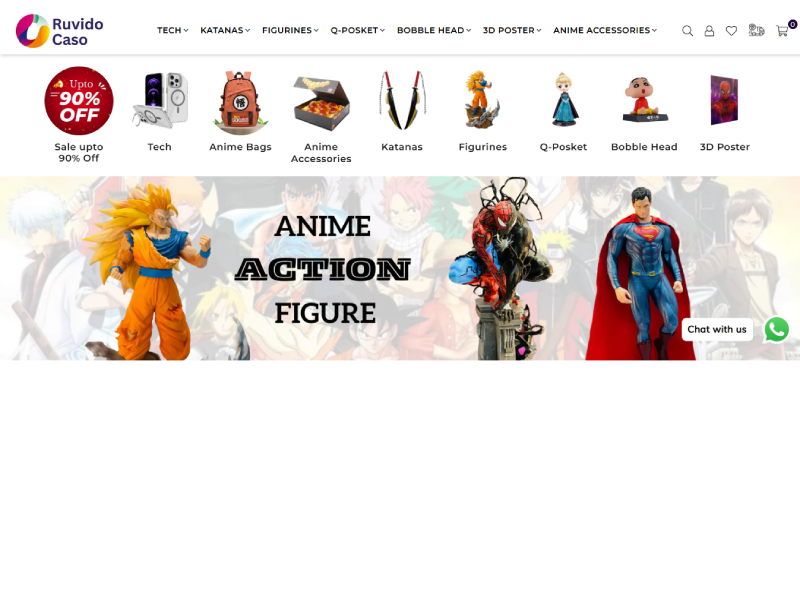 Ruvido
Caso
TECH
KATANAS
FIGURINES
Q-POSKET
BOBBLE HEAD
3D POSTER
ANIME ACCESSORIES
0
Upto
90%
OFF
Sale upto
90% Off
Tech
Anime Bags
Anime
Accessories
Katanas
Figurines
Q-Posket
Bobble Head
3D Poster
ANIME
ACTION
FIGURE
Chat with us